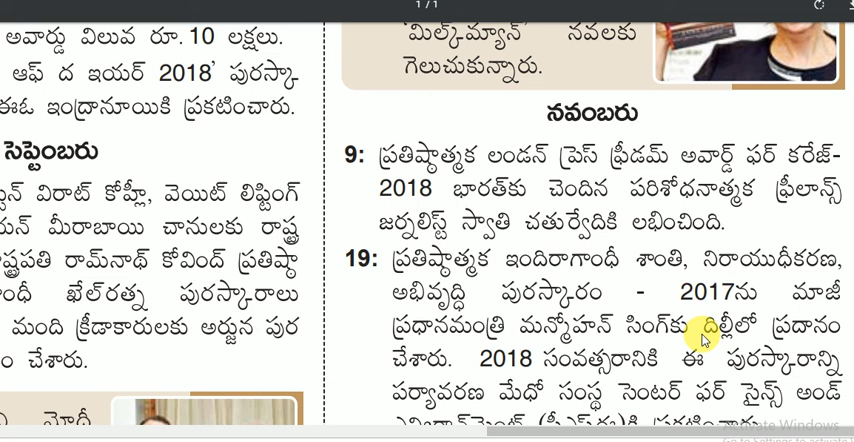 1 / 1
అవార్డు విలువ రూ. 10 లక్షలు.
ఆఫ్ ద ఇయర్ 2018' పురస్కా
ఈఓ ఇంద్రానూయికి ప్రకటించారు.
సెప్టెంబరు
విరాట్ కోహ్లీ, వెయిట్ లిఫ్టింగ్
మీరాబాయి చానులకు రాష్ట్ర
రామ్‌నాథ్ కోవింద్ ప్రతిష్ఠా
ఖేల్‌రత్న పురస్కారాలు
మంది క్రీడాకారులకు అర్జున పుర
చేశారు.
మోదీ
'మిల్క్‌మ్యాన్' నవలకు
గెలుచుకున్నారు.
నవంబరు
9: ప్రతిష్ఠాత్మక లండన్ ప్రెస్ ఫ్రీడమ్ అవార్డ్ ఫర్ కరేజ్-
2018 భారత్‌కు చెందిన పరిశోధనాత్మక ఫ్రీలాన్స్
జర్నలిస్ట్ స్వాతి చతుర్వేదికి లభించింది.
19: ప్రతిష్ఠాత్మక ఇందిరాగాంధీ శాంతి, నిరాయుధీకరణ,
అభివృద్ధి పురస్కారం - 2017ను మాజీ
ప్రధానమంత్రి మన్మోహన్ సింగ్‌కు దిల్లీలో ప్రదానం
చేశారు. 2018 సంవత్సరానికి ఈ పురస్కారాన్ని
పర్యావరణ మేధో సంస్థ సెంటర్ ఫర్ సైన్స్ అండ్
Activate Windows